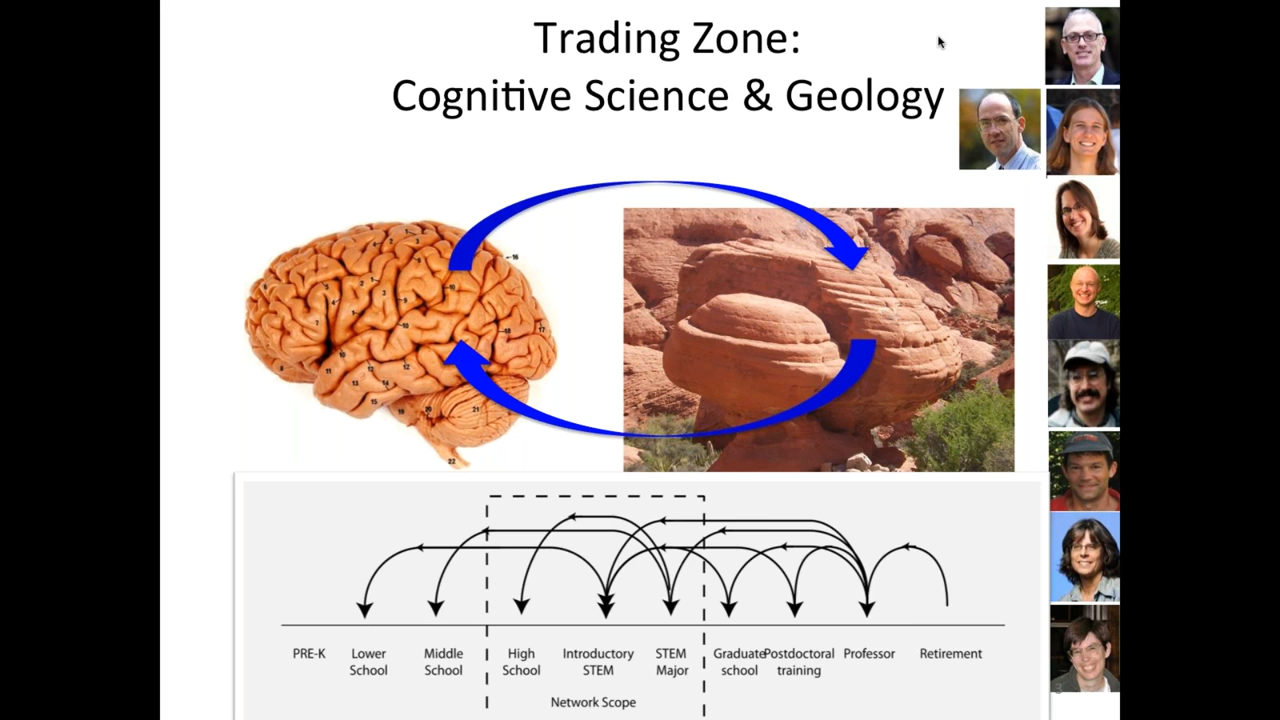 Trading Zone:
Cognitive Science & Geology
PRE-K
Lower
School
Middle
School
High
School
Introductory
STEM
STEM
Major
Graduate
school
Postdoctoral
training
Professor
Retirement
Network Scope